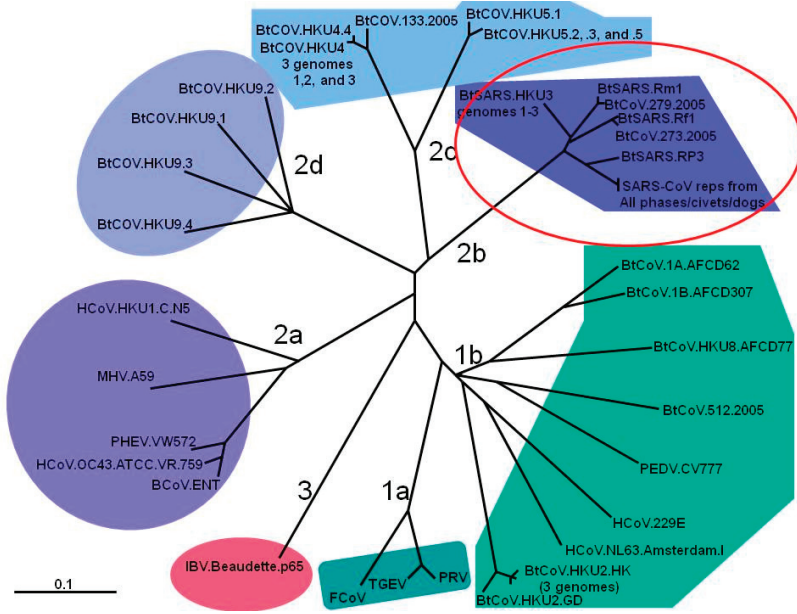 BtCOV.HKU4.4
BtCOV.HKU4
3 genomes
1,2, and 3
BtCOV.133.2005
BtCOV.HKU5.1
BtCOV.HKU5.2, .3, and .5
BtCOV.HKU9.2
BtCOV.HKU9.1
BtCOV.HKU9.3
BtCOV.HKU9.4
2d
2c
BtSARS.HKU3
genomes 1-3
BtSARS.Rm1
BtCoV.279.2005
BtSARS.Rf1
BtCOV.273.2005
BtSARS.RP3
SARS-CoV reps from
All phases/civets/dogs
2b
HCoV.HKU1.C.N5
MHV.A59
PHEV.VW572
HCoV.OC43.ATCC.VR.759
BCoV.ENT
2a
BtCoV.1A.AFCD62
BtCoV.1B.AFCD307
BtCoV.HKU8.AFCD77
BtCoV.512.2005
PEDV.CV777
HCoV.229E
HCoV.NL63.Amsterdam.I
BtCoV.HKU2.HK
(3 genomes)
BtCoV.HKU2.GD
1b
3
1a
IBV.Beaudette.p65
FCoV
TGEV
PRV
0.1